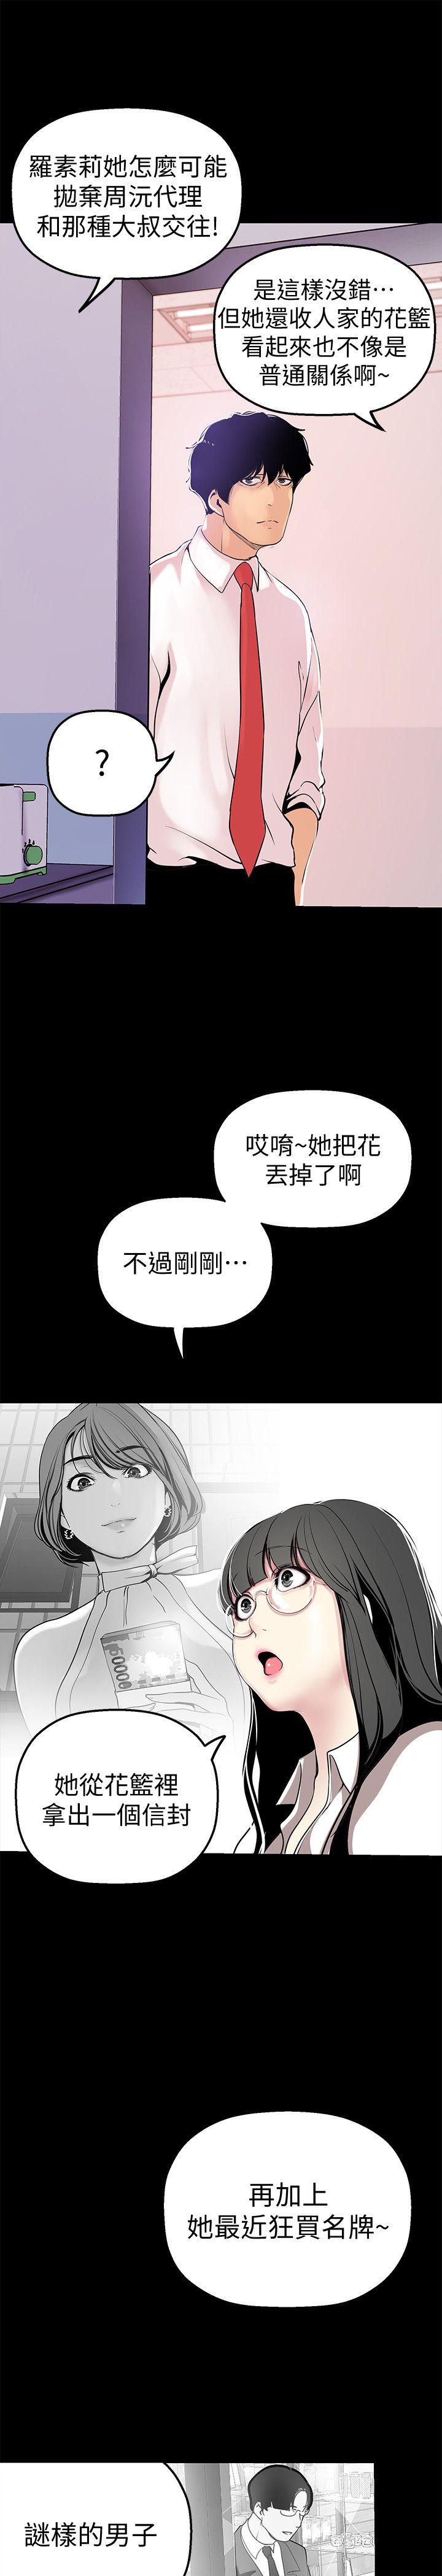 羅素莉她怎麼可能
拋棄周沅代理
和那種大叔交往!
是這樣沒錯…
但她還收人家的花籃
看起來也不像是
普通關係啊~
?
哎唷~她把花
丟掉了啊
不過剛剛…
50000
她從花籃裡
拿出一個信封
再加上
她最近狂買名牌~
謎樣的男子